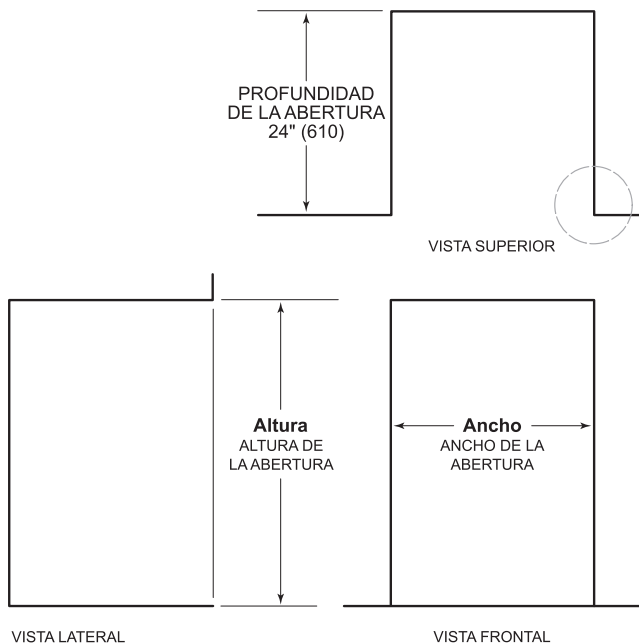 PROFUNDIDAD
DE LA ABERTURA
24" (610)
VISTA SUPERIOR
Altura
ALTURA DE
LA ABERTURA
Ancho
ANCHO DE LA
ABERTURA
VISTA LATERAL
VISTA FRONTAL